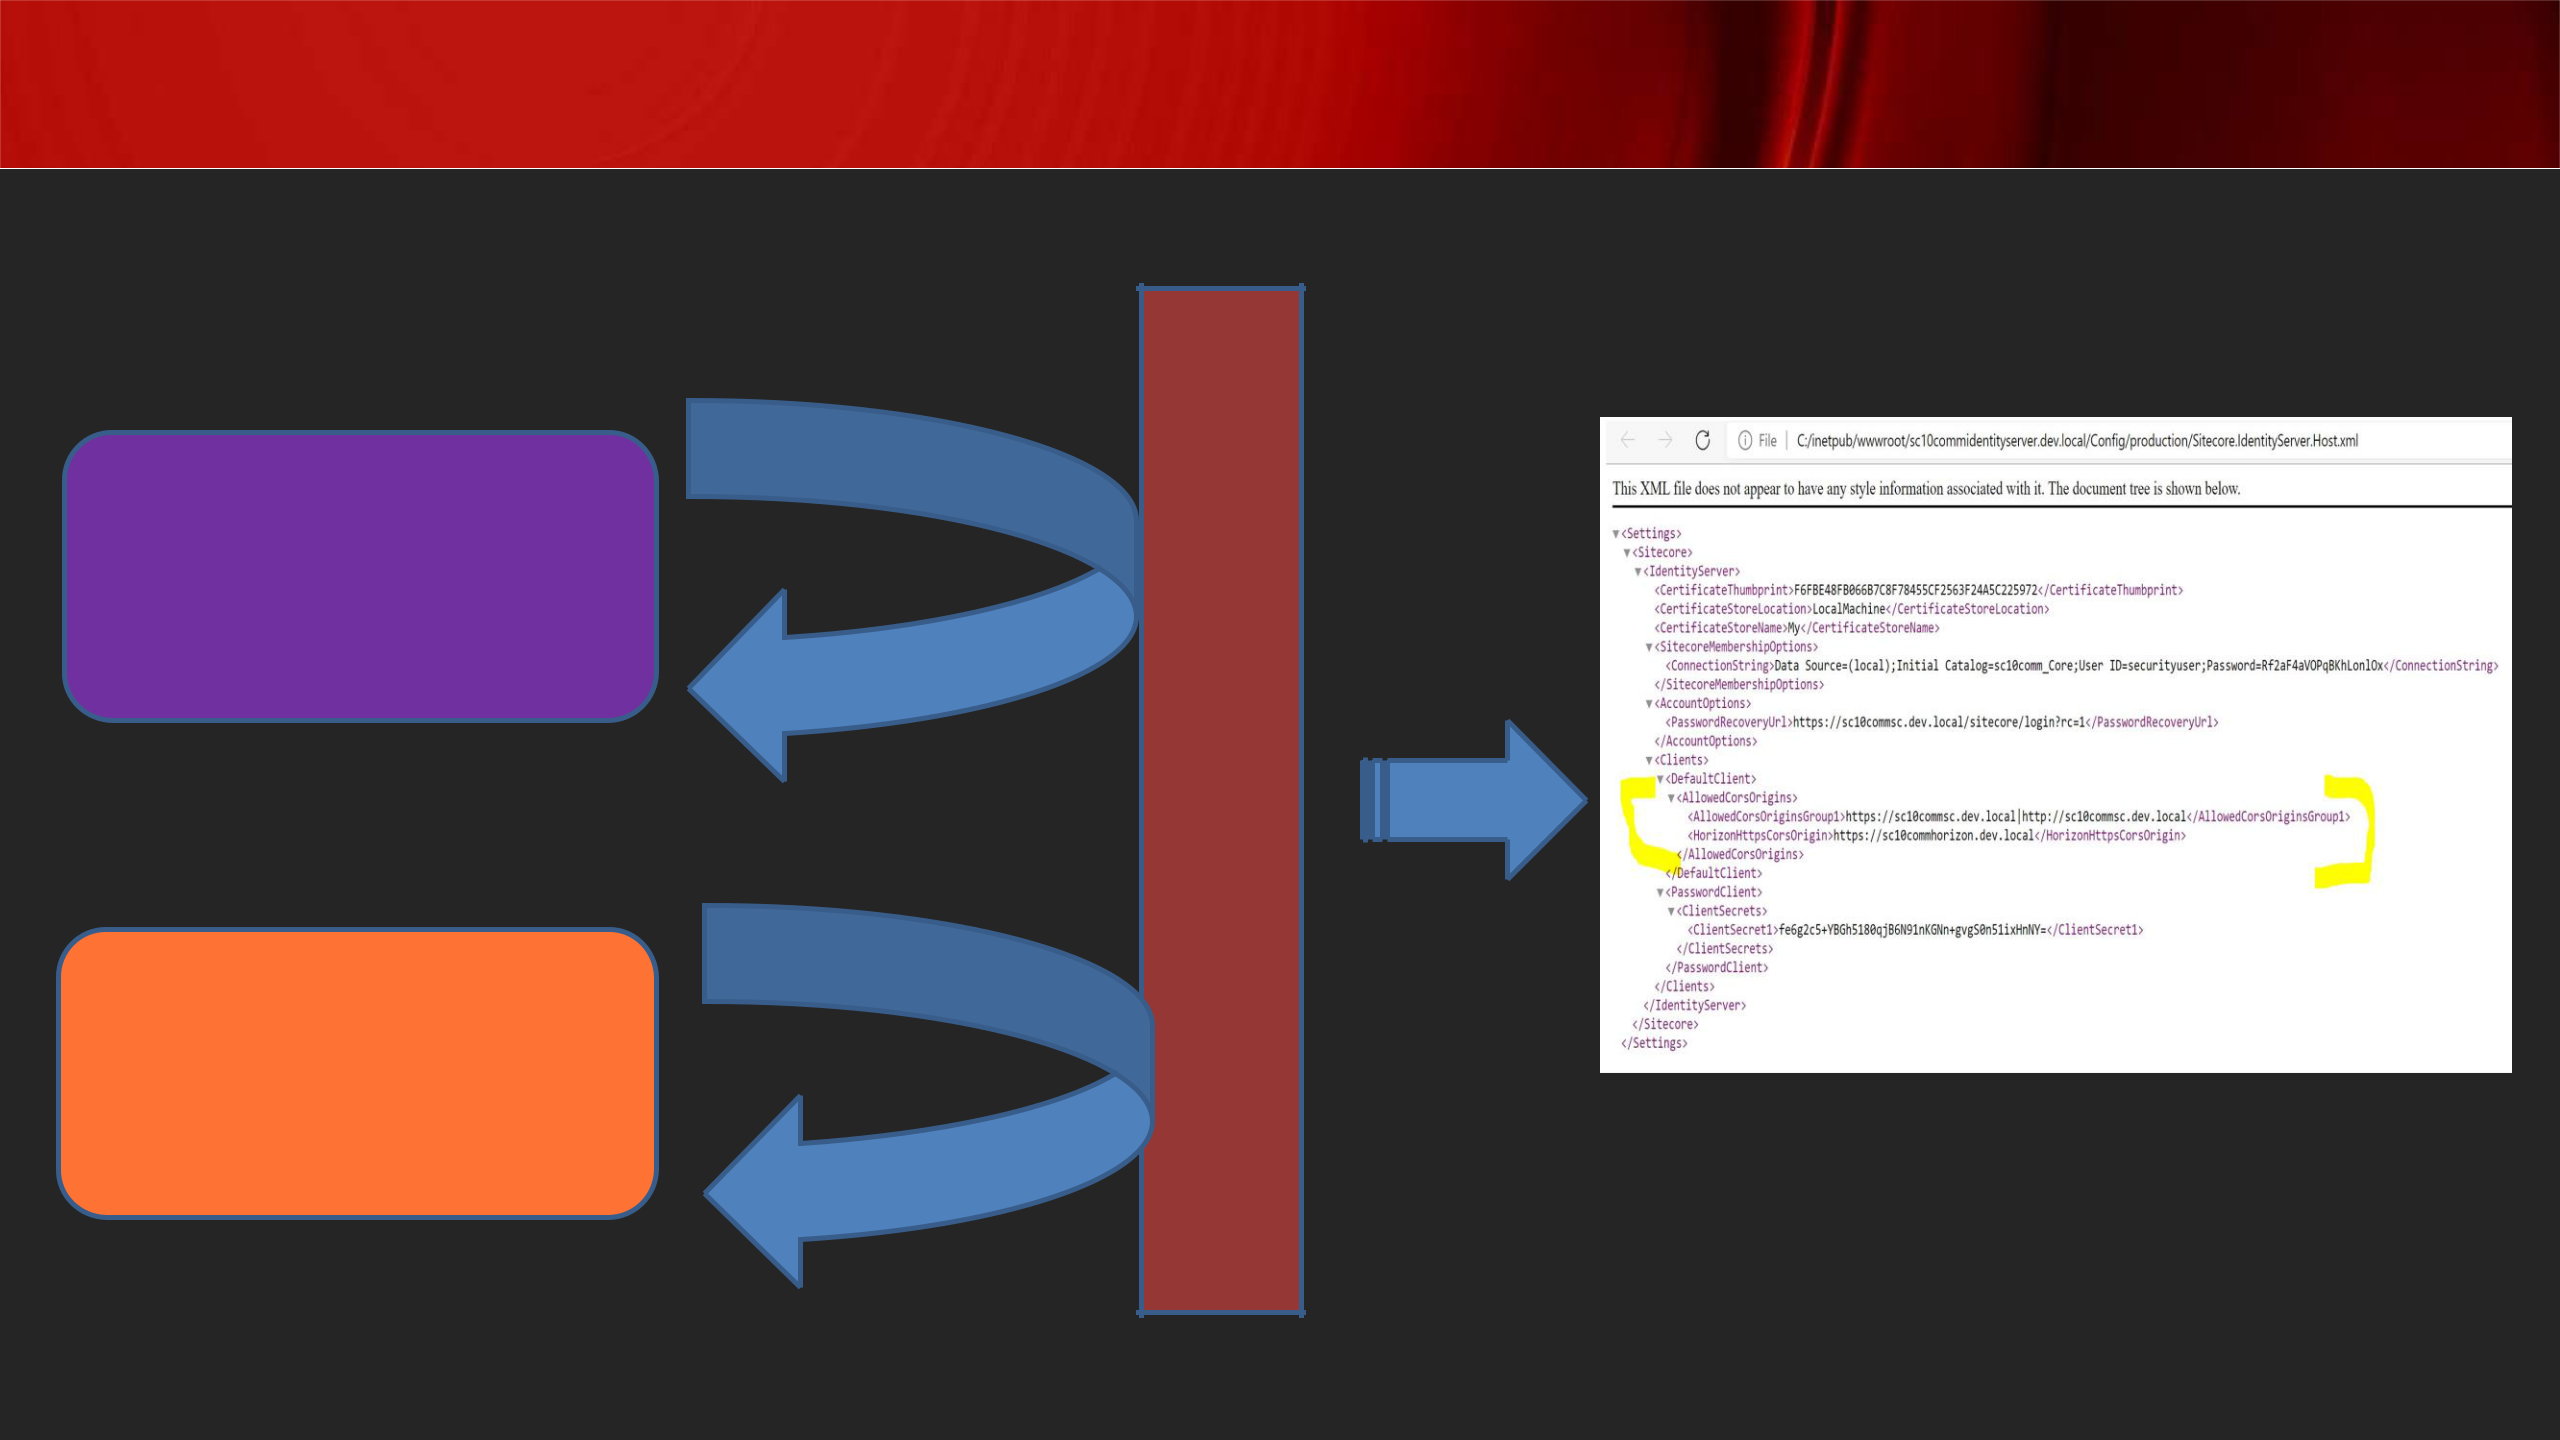 File C:/inetpub/wwwroot/sc10commidentityserver.dev.local/Config/production/Sitecore.IdentityServer.Host.xml
This XML file does not appear to have any style information associated with it. The document tree is shown below.
▼<Settings>
▼<Sitecore>
▼<IdentityServer>
<CertificateThumbprint>F6FBE48FB066B7C8F78455CF2563F24A5C225972</CertificateThumbprint>
<CertificateStoreLocation>LocalMachine</CertificateStoreLocation>
<CertificateStoreName>My</CertificateStoreName>
▼<SitecoreMembershipOptions>
<ConnectionString>Data Source=(local);Initial Catalog=sc10comm_Core;User ID=securityuser;Password=Rf2aF4aVOPqBKhLonlOx</ConnectionString>
</SitecoreMembershipOptions>
▼<AccountOptions>
<PasswordRecoveryUrl>https://sc10commsc.dev.local/sitecore/login?rc=1</PasswordRecoveryUrl>
</AccountOptions>
▼<Clients>
▼<DefaultClient>
▼<AllowedCorsOrigins>
<AllowedCorsOriginsGroup1>https://sc10commsc.dev.local|http://sc10commsc.dev.local</AllowedCorsOriginsGroup1>
<HorizonHttpsCorsOrigin>https://sc10commhorizon.dev.local</HorizonHttpsCorsOrigin>
</AllowedCorsOrigins>
</DefaultClient>
▼<PasswordClient>
▼<ClientSecrets>
<ClientSecret1>fe6g2c5+YBGh5180qjB6N91nKGNn+gvgS0n51ixHnNY=</ClientSecret1>
</ClientSecrets>
</PasswordClient>
</Clients>
</IdentityServer>
</Sitecore>
</Settings>